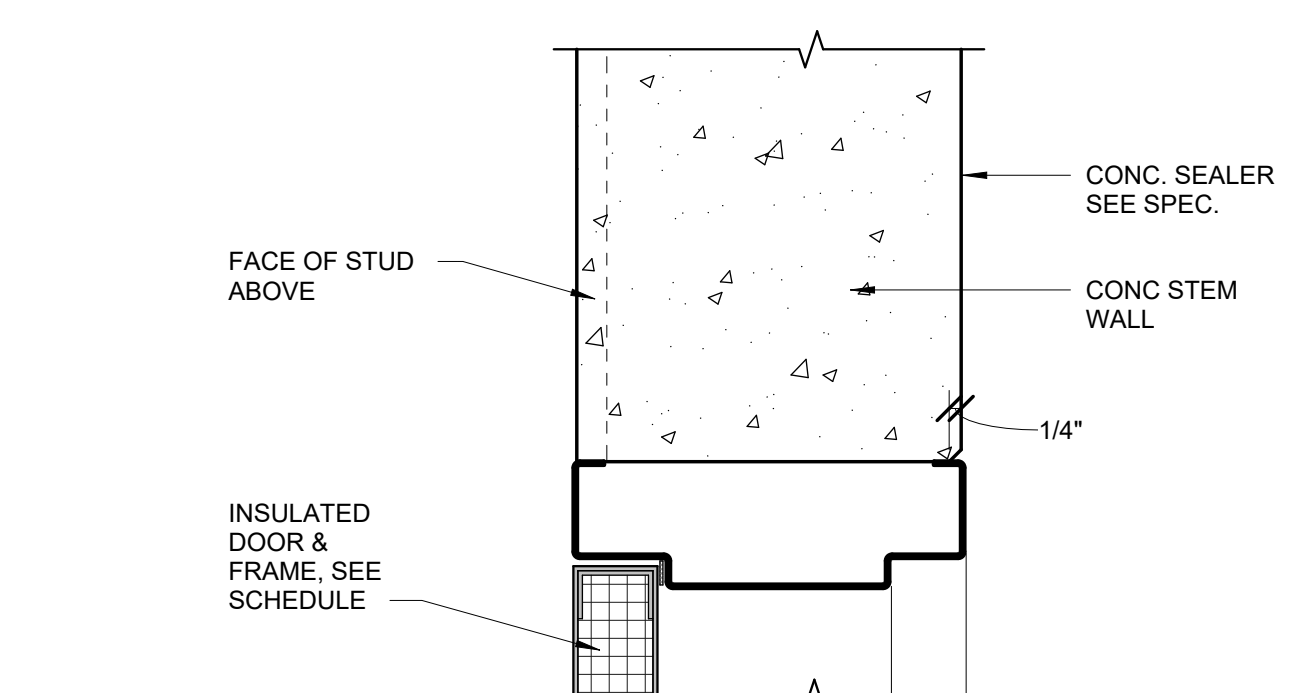 CONC. SEALER
SEE SPEC.
FACE OF STUD
ABOVE
CONC STEM
WALL
1/4"
INSULATED
DOOR &
FRAME, SEE
SCHEDULE